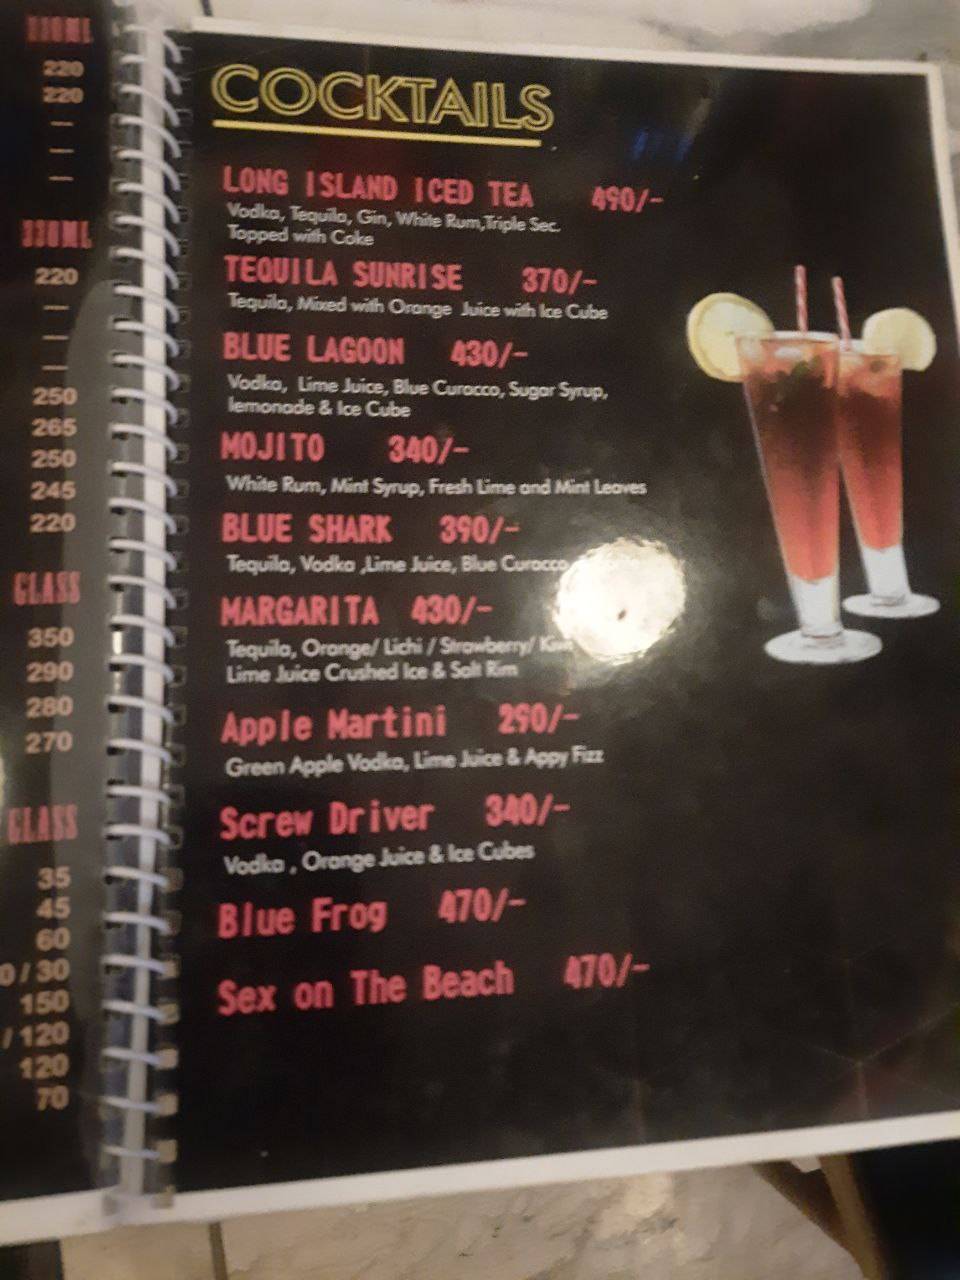 330ML
220
220
—
—
—
330ML
220
—
—
—
250
265
250
245
220
GLASS
350
290
280
270
GLASS
35
45
60
0 / 30
150
/ 120
120
70
COCKTAILS
LONG ISLAND ICED TEA 490/-
Vodka, Tequila, Gin, White Rum,Triple Sec.
Topped with Coke
TEQUILA SUNRISE 370/-
Tequila, Mixed with Orange Juice with Ice Cube
BLUE LAGOON 430/-
Vodka, Lime Juice, Blue Curacco, Sugar Syrup,
lemonade & Ice Cube
MOJITO 340/-
White Rum, Mint Syrup, Fresh Lime and Mint Leaves
BLUE SHARK 390/-
Tequila, Vodka ,Lime Juice, Blue Curacco
MARGARITA 430/-
Tequila, Orange/ Lichi / Strawberry/
Lime Juice Crushed Ice & Salt Rim
Apple Martini 290/-
Green Apple Vodka, Lime Juice & Appy Fizz
Screw Driver 340/-
Vodka , Orange Juice & Ice Cubes
Blue Frog 470/-
Sex on The Beach 470/-